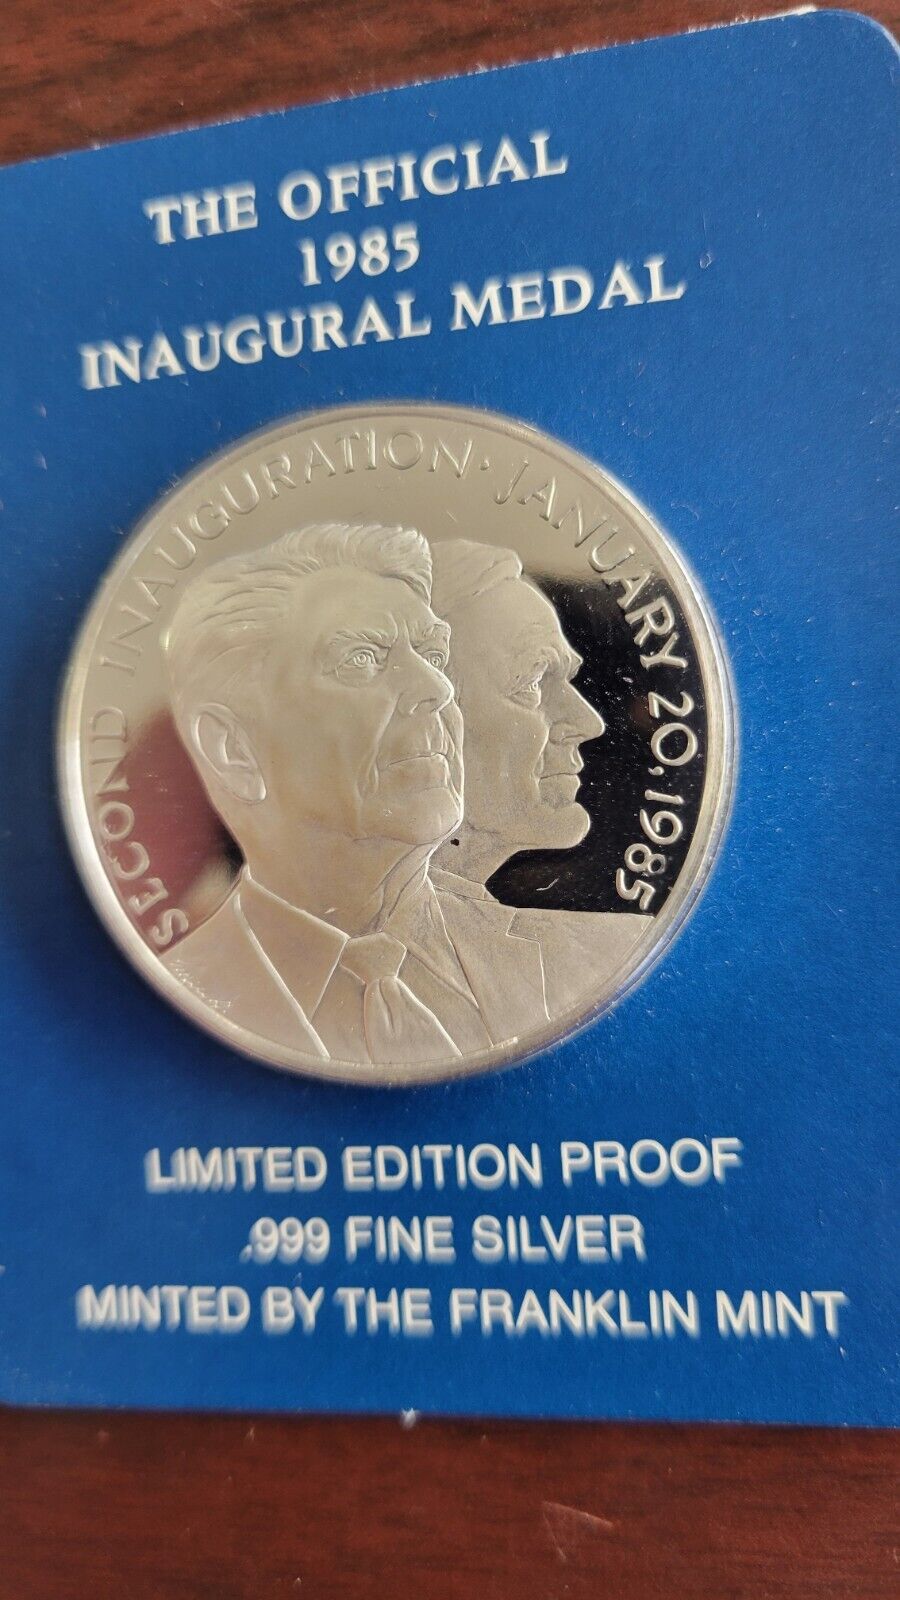 THE OFFICIAL
1985
INAUGURAL MEDAL
SECOND INAUGURATION · JANUARY 20, 1985
LIMITED EDITION PROOF
.999 FINE SILVER
MINTED BY THE FRANKLIN MINT